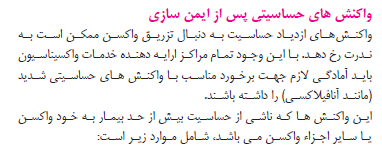 واکنش های حساسیتی پس از ایمن سازی
واکنش‌های ازدیاد حساسیت به دنبال تزریق واکسن ممکن است به
ندرت رخ دهد. با این وجود تمام مراکز ارایه دهنده خدمات واکسیناسیون
باید آمادگی لازم جهت برخورد مناسب با واکنش های حساسیتی شدید
(مانند آنافیلاکسی) را داشته باشند.
این واکنش ها که ناشی از حساسیت بیش از حد بیمار به خود واکسن
یا سایر اجزاء واکسن می باشد، شامل موارد زیر است: